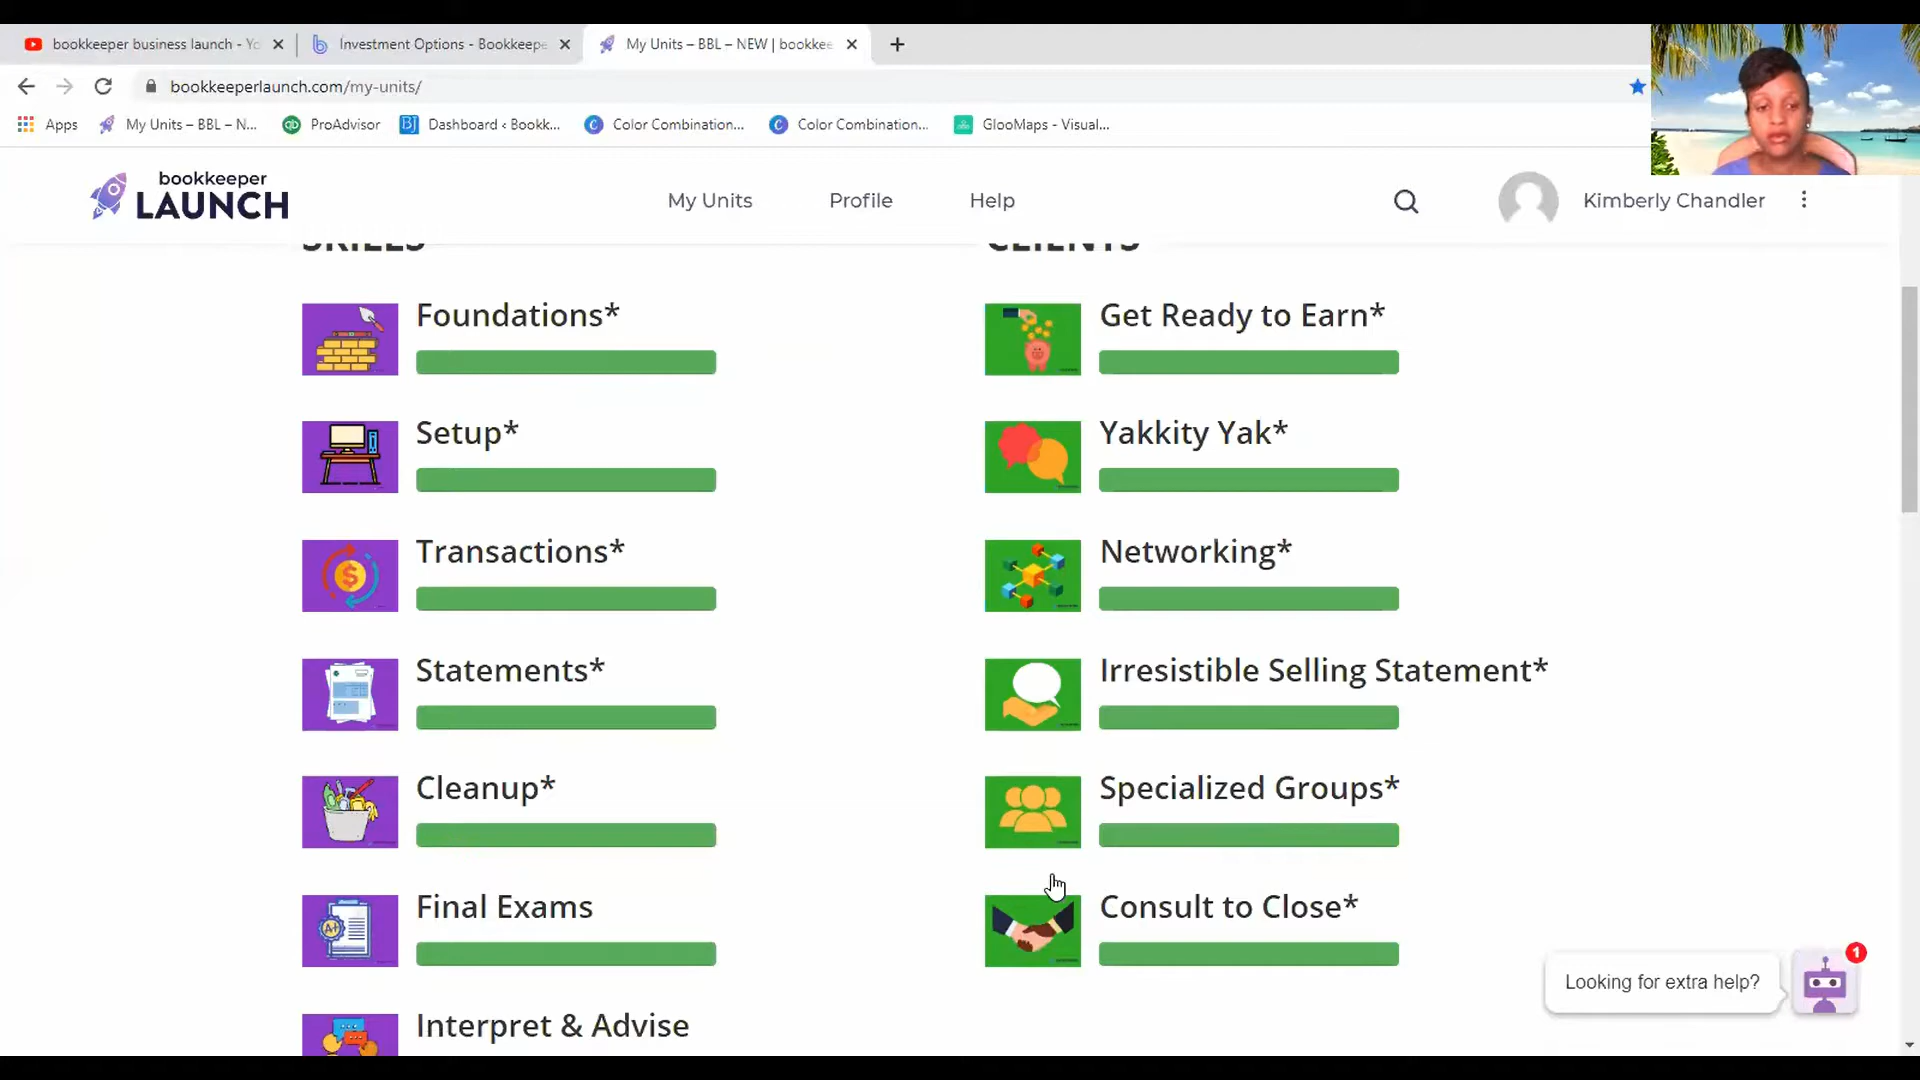 bookkeeper business launch - Yo
Investment Options - Bookkeepe
My Units – BBL – NEW | bookkee
bookkeeperlaunch.com/my-units/
Apps
My Units – BBL – N...
ProAdvisor
Dashboard ‹ Bookk...
Color Combination...
Color Combination...
GlooMaps - Visual...
bookkeeper
LAUNCH
My Units
Profile
Help
Kimberly Chandler
SKILLS
CLIENTS
Foundations*
Get Ready to Earn*
Setup*
Yakkity Yak*
Transactions*
Networking*
Statements*
Irresistible Selling Statement*
Cleanup*
Specialized Groups*
Final Exams
Consult to Close*
Interpret & Advise
Looking for extra help?
1